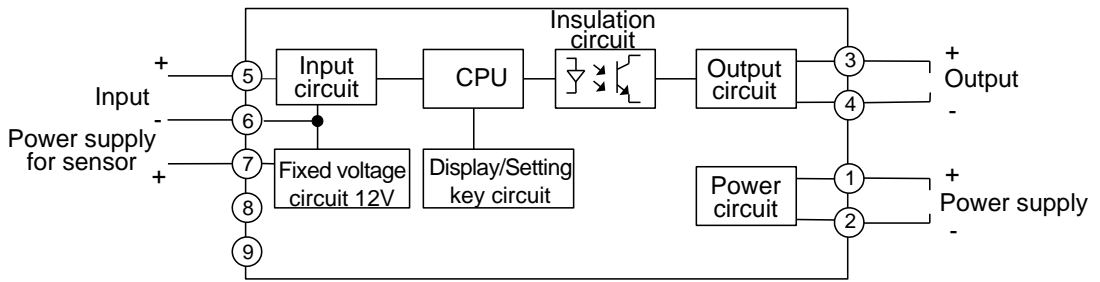 Insulation
circuit
+
5
Input
circuit
CPU
Output
circuit
3
+
Input
Output
-
6
4
-
Power supply
for sensor
+
7
Fixed voltage
circuit 12V
Display/Setting
key circuit
Power
circuit
1
+
8
2
Power supply
-
9